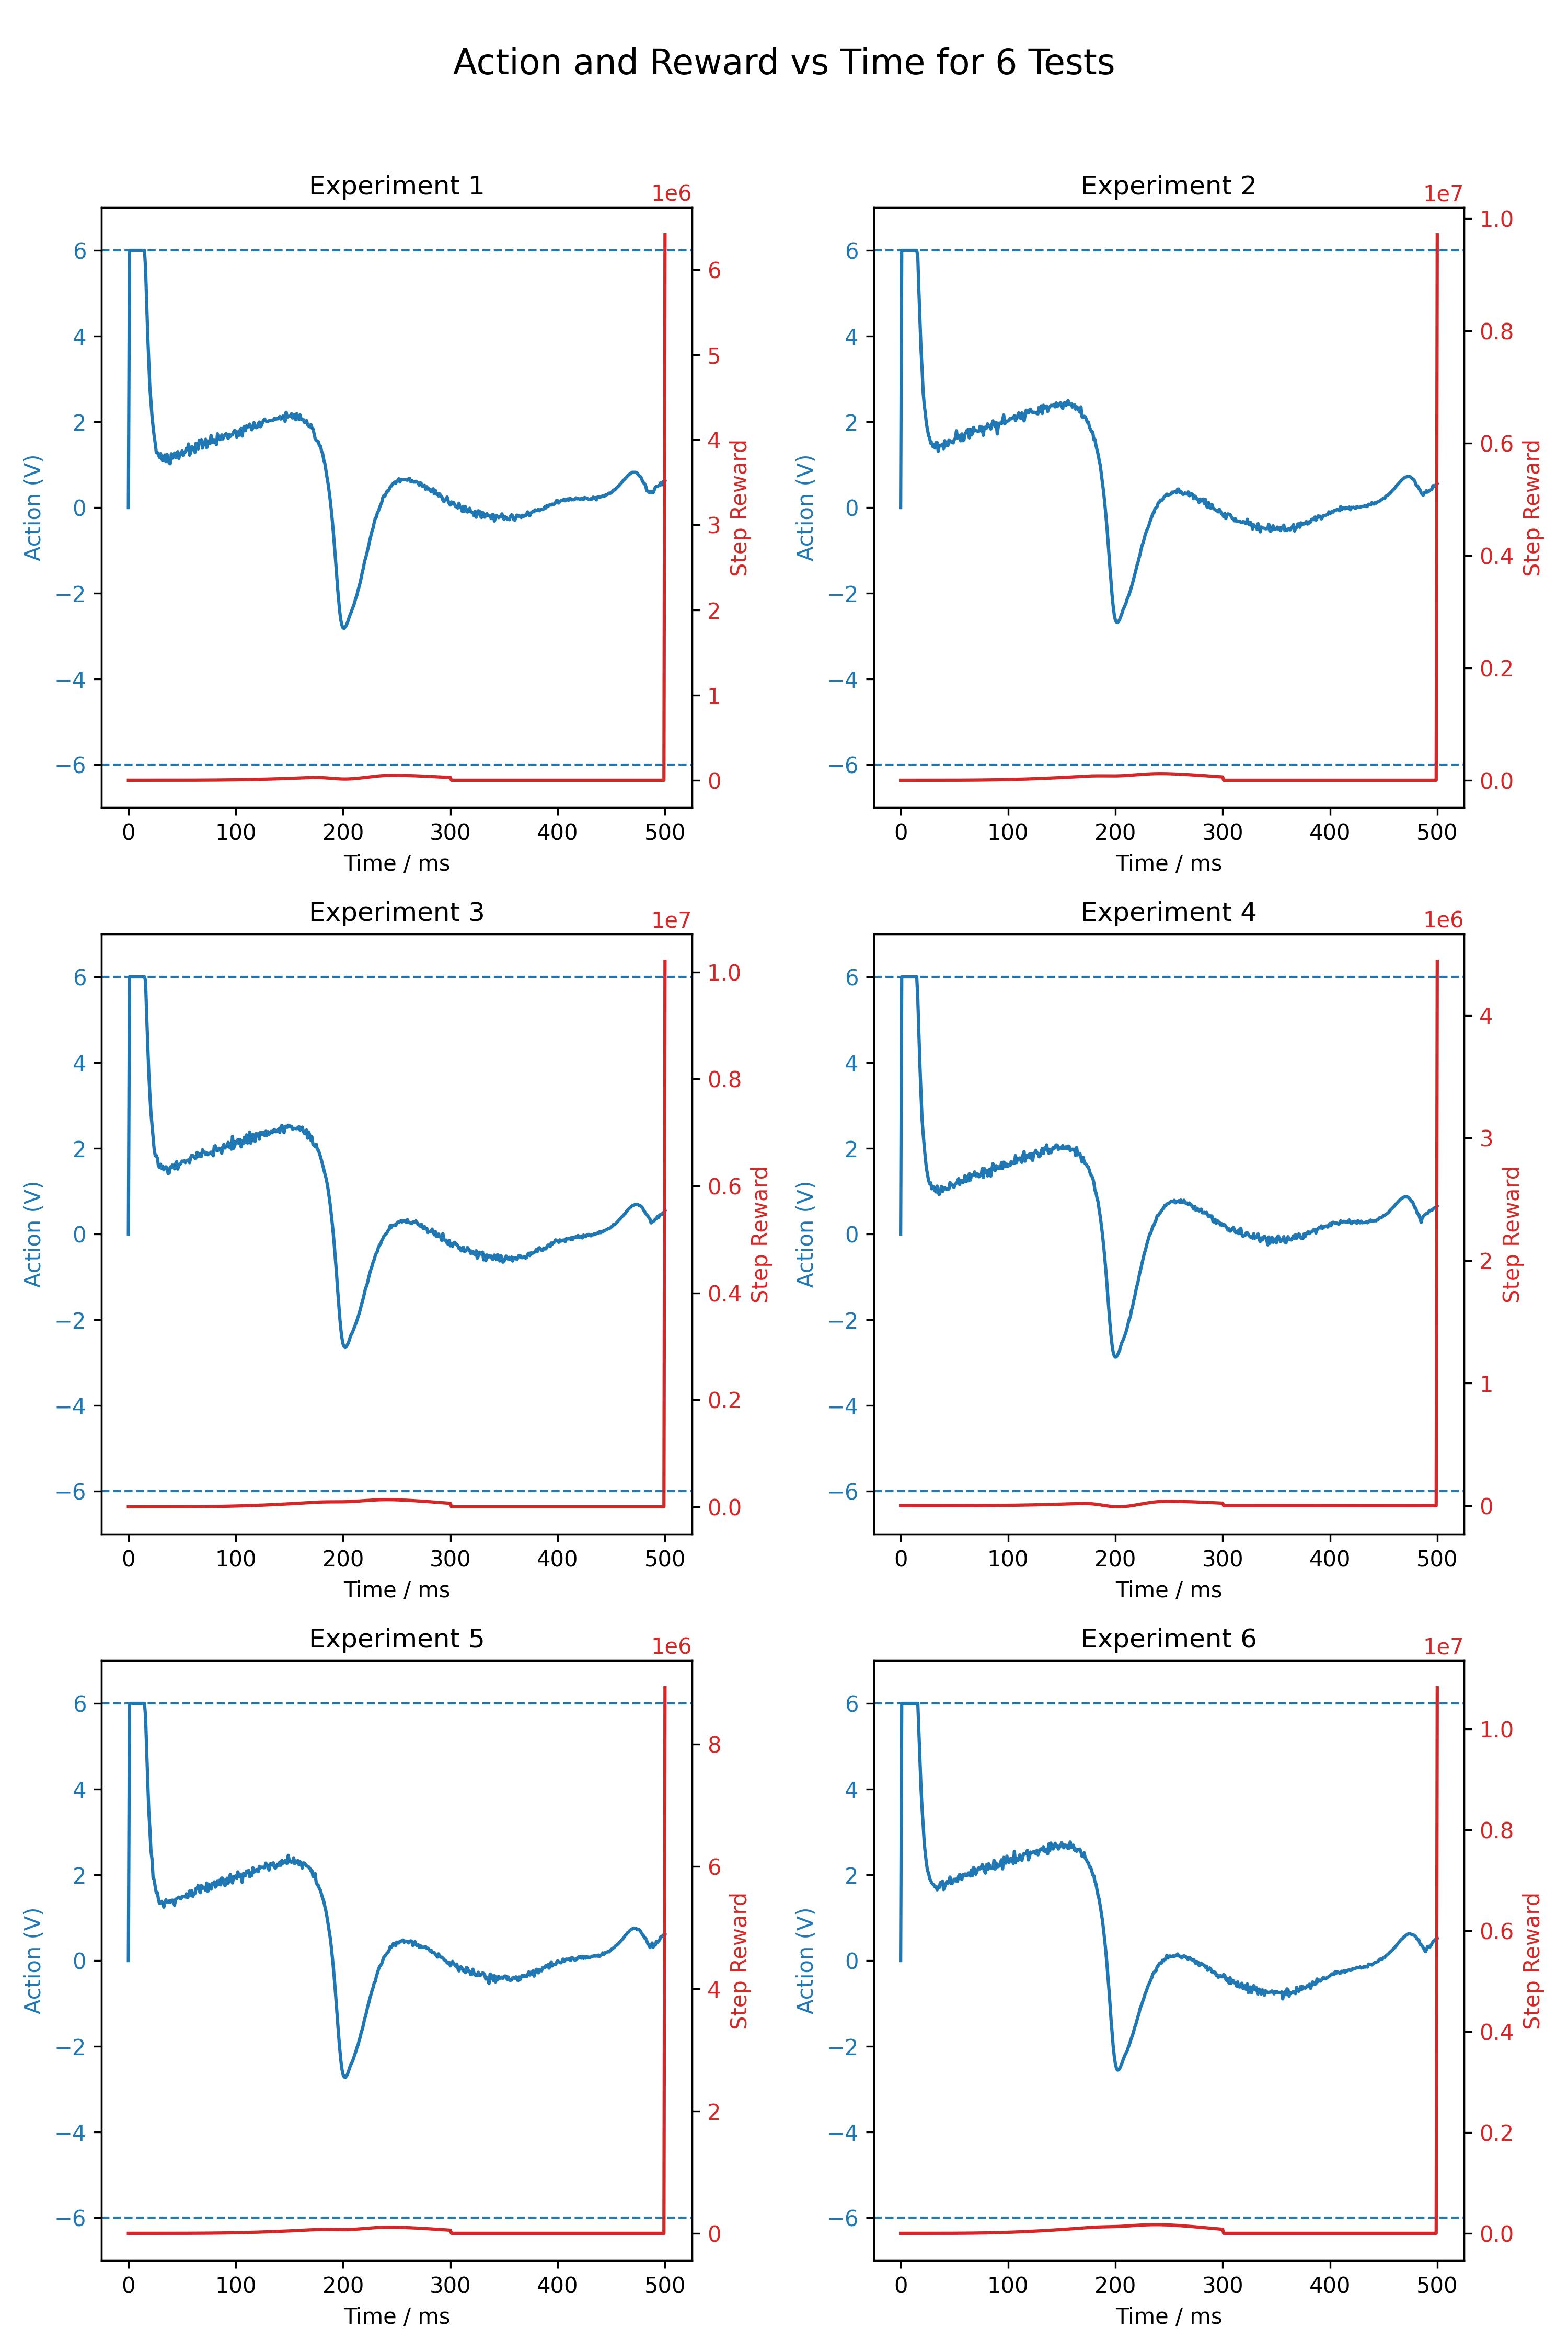 Action and Reward vs Time for 6 Tests
Experiment 1
1e6
6
4
2
0
−2
−4
−6
Action (V)
6
5
4
3
2
1
0
Step Reward
0 100 200 300 400 500
Time / ms
Experiment 2
1e7
6
4
2
0
−2
−4
−6
Action (V)
1.0
0.8
0.6
0.4
0.2
0.0
Step Reward
0 100 200 300 400 500
Time / ms
Experiment 3
1e7
6
4
2
0
−2
−4
−6
Action (V)
1.0
0.8
0.6
0.4
0.2
0.0
Step Reward
0 100 200 300 400 500
Time / ms
Experiment 4
1e6
6
4
2
0
−2
−4
−6
Action (V)
4
3
2
1
0
Step Reward
0 100 200 300 400 500
Time / ms
Experiment 5
1e6
6
4
2
0
−2
−4
−6
Action (V)
8
6
4
2
0
Step Reward
0 100 200 300 400 500
Time / ms
Experiment 6
1e7
6
4
2
0
−2
−4
−6
Action (V)
1.0
0.8
0.6
0.4
0.2
0.0
Step Reward
0 100 200 300 400 500
Time / ms